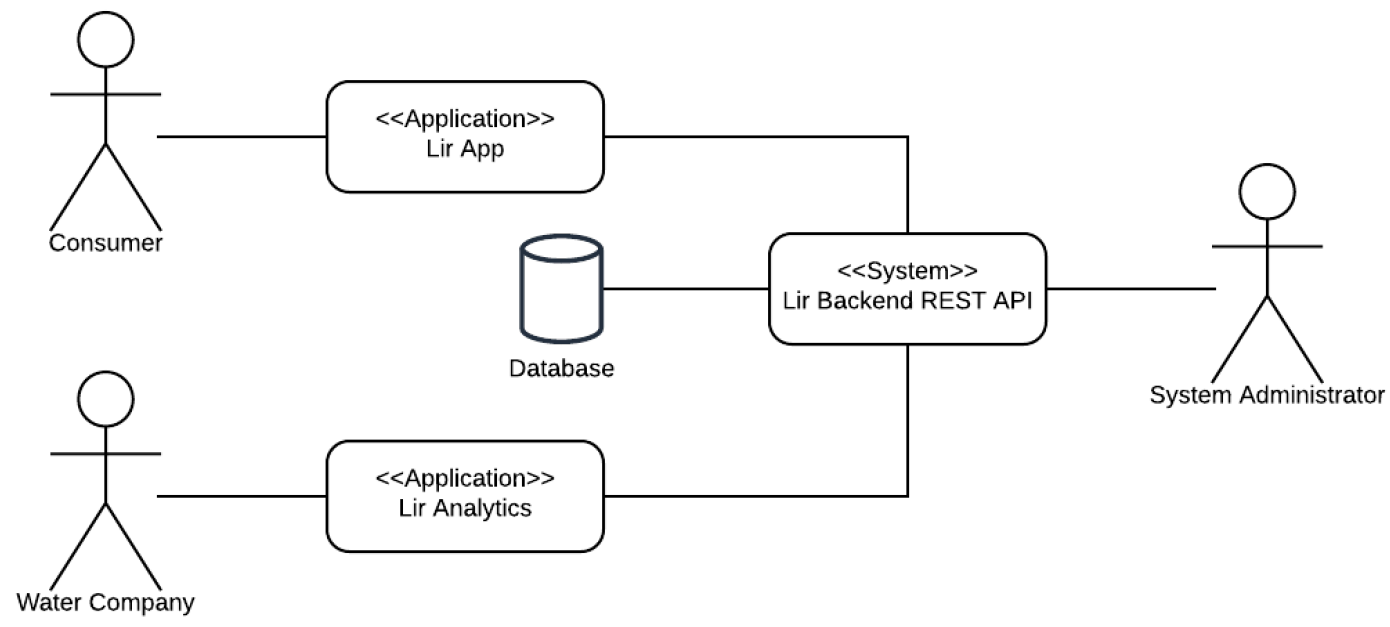 <<Application>>
Lir App
Consumer
<<System>>
Lir Backend REST API
Database
System Administrator
<<Application>>
Lir Analytics
Water Company